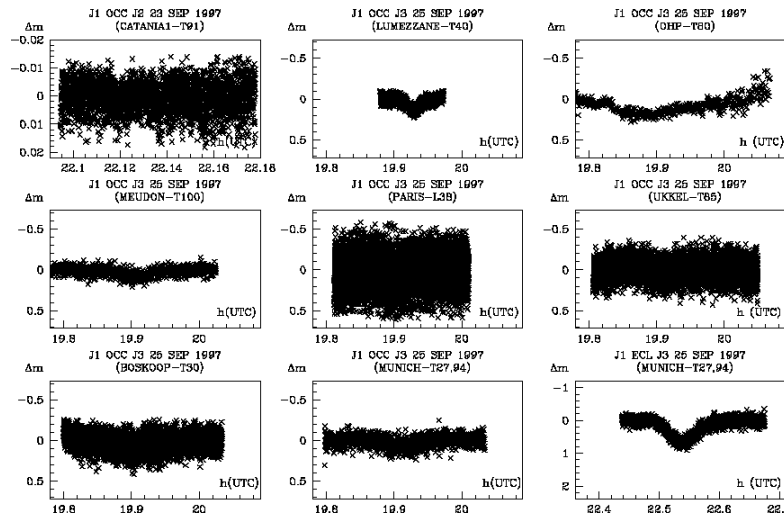 J1 OCC J2 23 SEP 1997
(CATANIA1-T91)
Δm
-0.02
-0.01
0
0.01
0.02
h(UTC)
22.1 22.12 22.14 22.16 22.18
J1 OCC J3 25 SEP 1997
(LUMEZZANE-T40)
Δm
-0.5
0
0.5
h(UTC)
19.8 19.9 20
J1 OCC J3 25 SEP 1997
(OHP-T80)
Δm
-0.5
0
0.5
h(UTC)
19.8 19.9 20
J1 OCC J3 25 SEP 1997
(MEUDON-T100)
Δm
-0.5
0
0.5
h(UTC)
19.8 19.9 20
J1 OCC J3 25 SEP 1997
(PARIS-L38)
Δm
-0.5
0
0.5
h(UTC)
19.8 19.9 20
J1 OCC J3 25 SEP 1997
(UKKEL-T85)
Δm
-0.5
0
0.5
h (UTC)
19.8 19.9 20
J1 OCC J3 25 SEP 1997
(BOSKOOP-T30)
Δm
-0.5
0
0.5
h(UTC)
19.8 19.9 20
J1 OCC J3 25 SEP 1997
(MUNICH-T27,94)
Δm
-0.5
0
0.5
h(UTC)
19.8 19.9 20
J1 ECL J3 25 SEP 1997
(MUNICH-T27,94)
Δm
-1
0
1
2
h (UTC)
22.4 22.5 22.6